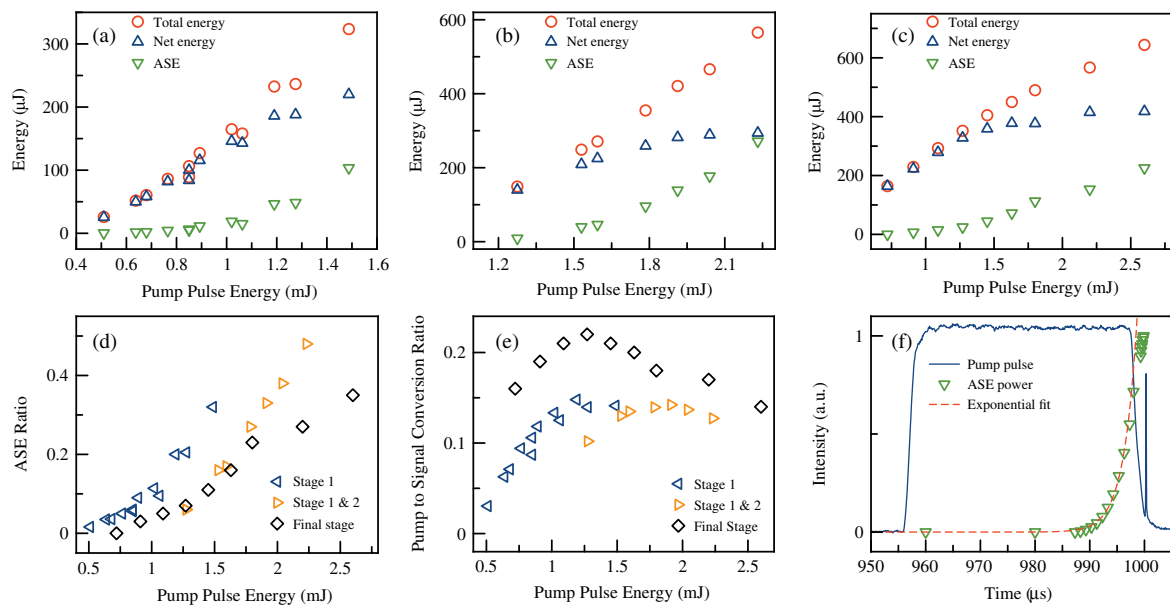 (a)
Total energy
Net energy
ASE
Energy (μJ)
300
200
100
0
0.4 0.6 0.8 1 1.2 1.4 1.6
Pump Pulse Energy (mJ)
(b)
Total energy
Net energy
ASE
Energy (μJ)
600
400
200
0
1.2 1.5 1.8 2.1
Pump Pulse Energy (mJ)
(c)
Total energy
Net energy
ASE
Energy (μJ)
600
400
200
0
1 1.5 2 2.5
Pump Pulse Energy (mJ)
(d)
ASE Ratio
0.4
0.2
0
Stage 1
Stage 1 & 2
Final stage
0.5 1 1.5 2 2.5
Pump Pulse Energy (mJ)
(e)
Pump to Signal Conversion Ratio
0.2
0.1
0
Stage 1
Stage 1 & 2
Final Stage
0.5 1 1.5 2 2.5
Pump Pulse Energy (mJ)
(f)
Intensity (a.u.)
1
0
Pump pulse
ASE power
Exponential fit
950 960 970 980 990 1000
Time (μs)